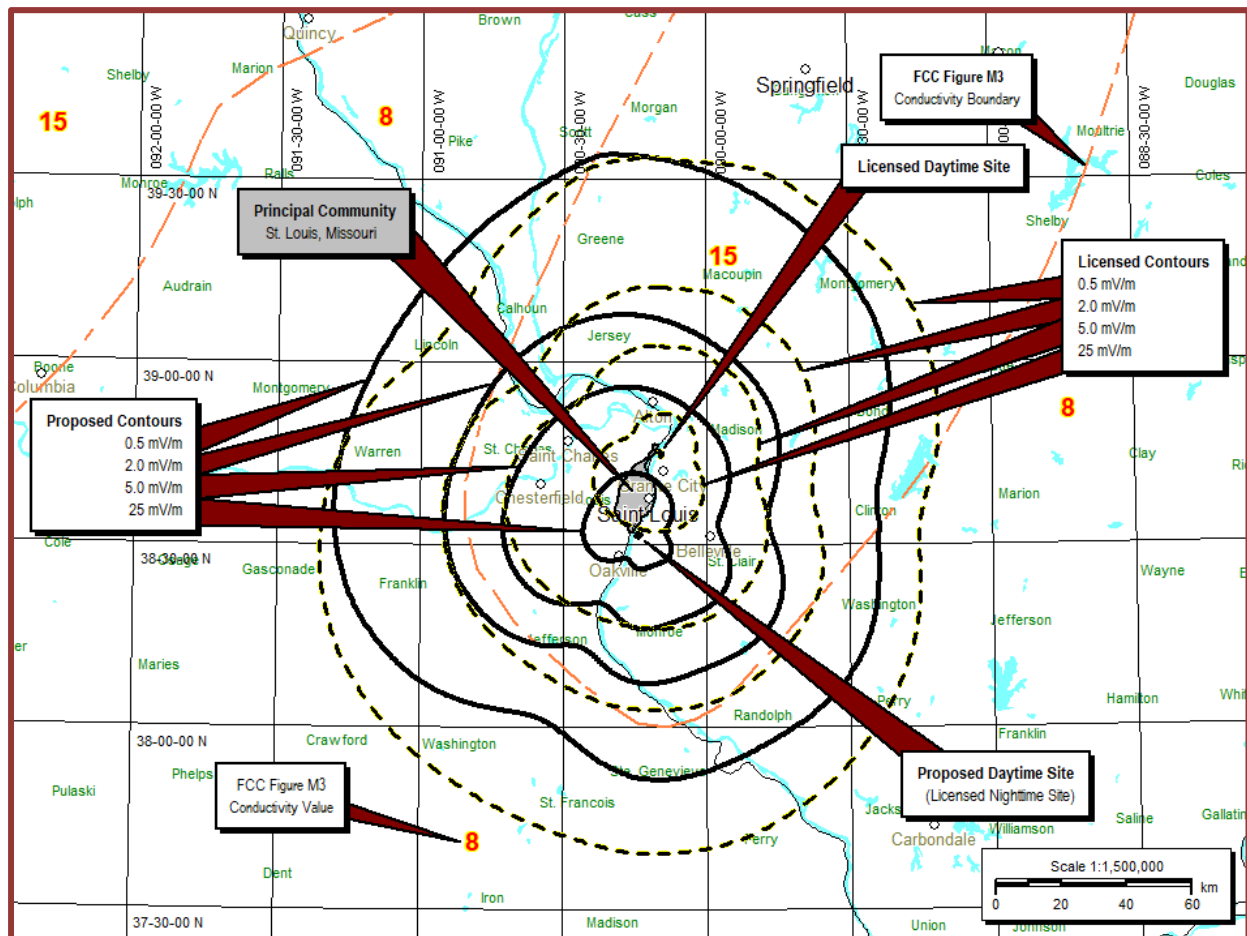 Brown
Cass
Quincy
Shelby
Marion
Springfield
Morgan
Scott
Pike
FCC Figure M3
Conductivity Boundary
Douglas
Moultrie
15
8
092-00-00 W
091-30-00 W
091-00-00 W
090-30-00 W
090-00-00 W
088-30-00 W
Licensed Daytime Site
Monroe
39-30-00 N
Ralls
Coles
Shelby
Principal Community
St. Louis, Missouri
Greene
15
Macoupin
Montgomery
Licensed Contours
0.5 mV/m
2.0 mV/m
5.0 mV/m
25 mV/m
Audrain
Calhoun
Jersey
Lincoln
Boone
Columbia
39-00-00 N
Montgomery
Bond
8
Proposed Contours
0.5 mV/m
2.0 mV/m
5.0 mV/m
25 mV/m
Alton
Madison
Warren
St. Charles
Saint Charles
Clay
Granite City
Chesterfield
Marion
Saint Louis
Clinton
Cole
38-30-00 N
Osage
Gasconade
Franklin
Oakville
Belleville
St. Clair
Wayne
Washington
Jefferson
Jefferson
Monroe
Maries
Perry
Hamilton
Randolph
Franklin
38-00-00 N
Crawford
Washington
Phelps
Pulaski
Ste. Genevieve
St. Francois
FCC Figure M3
Conductivity Value
8
Proposed Daytime Site
(Licensed Nighttime Site)
Perry
Williamson
Saline
Carbondale
Dent
Iron
Scale 1:1,500,000
0 20 40 60 km
37-30-00 N
Madison
Union
Johnson